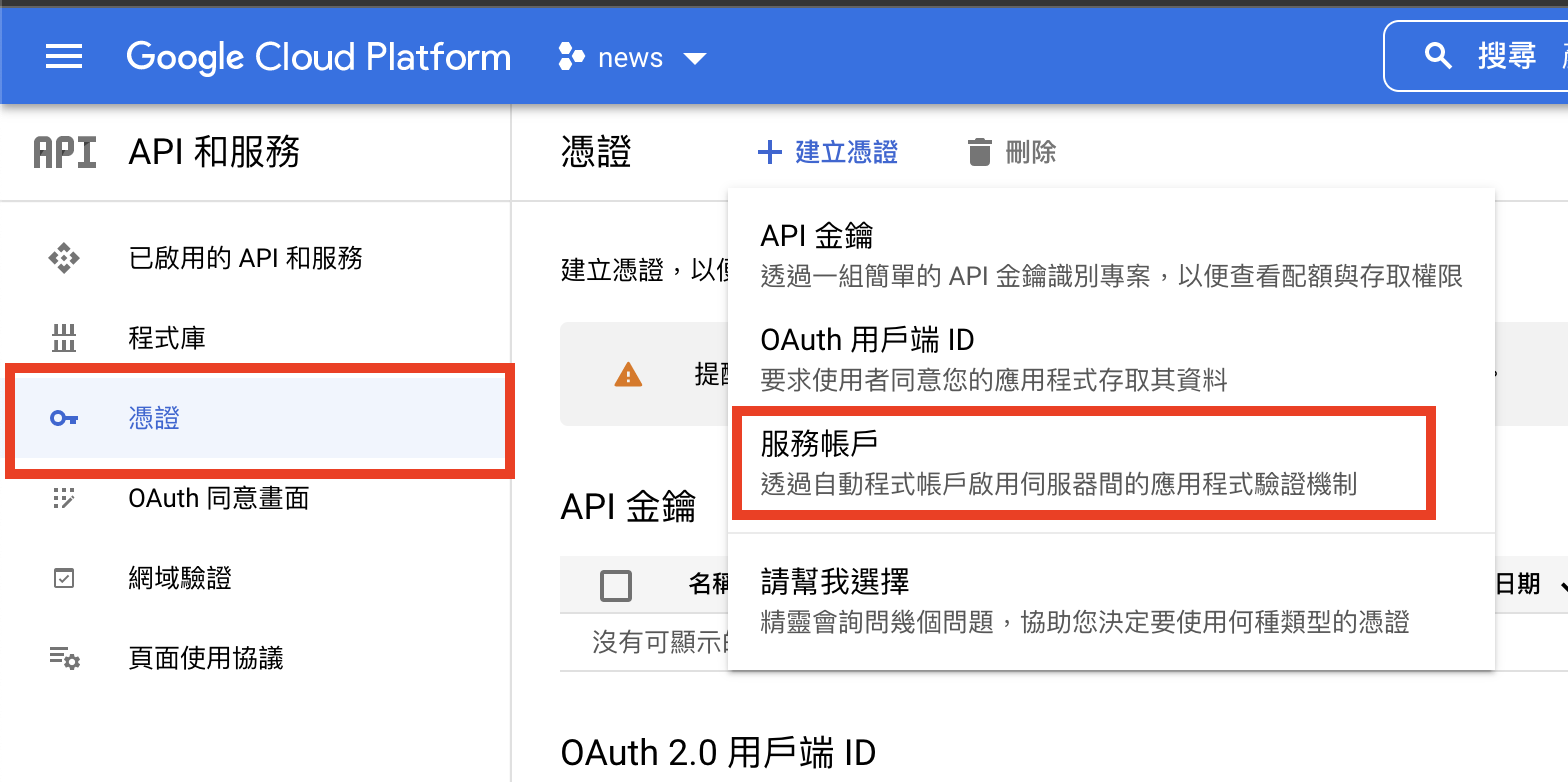 Google Cloud Platform
news
搜尋
API
API 和服務
憑證
建立憑證
刪除
已啟用的 API 和服務
程式庫
憑證
OAuth 同意畫面
網域驗證
頁面使用協議
建立憑證，以
API 金鑰
透過一組簡單的 API 金鑰識別專案，以便查看配額與存取權限
OAuth 用戶端 ID
要求使用者同意您的應用程式存取其資料
服務帳戶
透過自動程式帳戶啟用伺服器間的應用程式驗證機制
請幫我選擇
精靈會詢問幾個問題，協助您決定要使用何種類型的憑證
提
API 金鑰
名稱
日期
沒有可顯示
OAuth 2.0 用戶端 ID